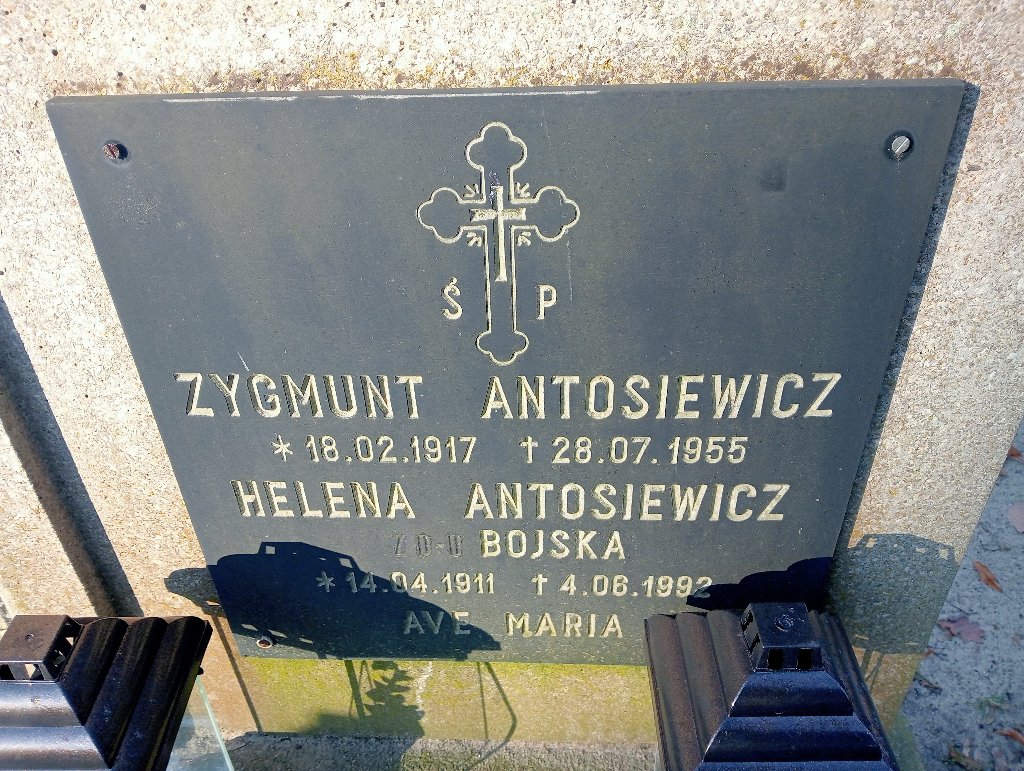 Ś P
ZYGMUNT ANTOSIEWICZ
* 18.02.1917 † 28.07.1955
HELENA ANTOSIEWICZ
BOJSKA
* 14.04.1911 † 4.06.1992
AVE MARIA